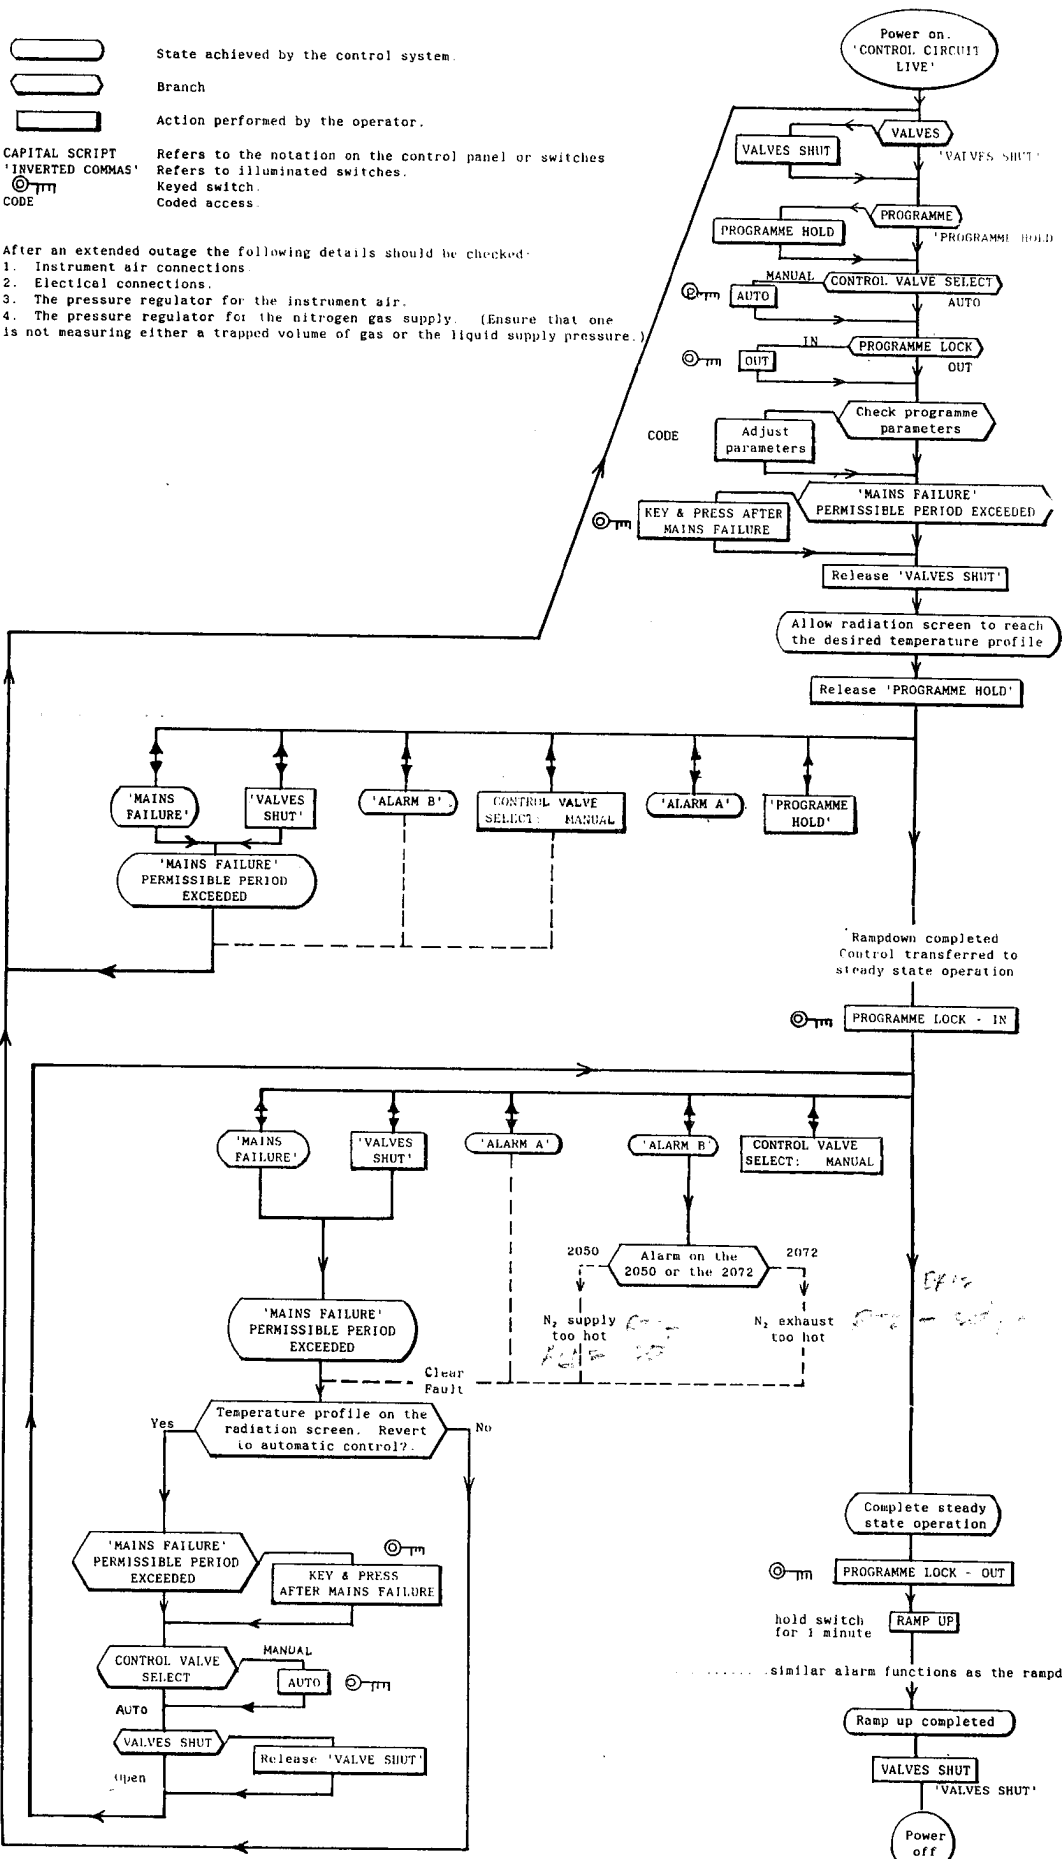 State achieved by the control system.
Branch
Action performed by the operator.
CAPITAL SCRIPT Refers to the notation on the control panel or switches
'INVERTED COMMAS' Refers to illuminated switches.
Keyed switch.
CODE Coded access.
After an extended outage the following details should be checked:
1. Instrument air connections.
2. Electical connections.
3. The pressure regulator for the instrument air.
4. The pressure regulator for the nitrogen gas supply. (Ensure that one
is not measuring either a trapped volume of gas or the liquid supply pressure.)
Power on.
'CONTROL CIRCUIT
LIVE'
VALVES
VALVES SHUT
'VALVES SHUT'
PROGRAMME
PROGRAMME HOLD
'PROGRAMME HOLD
MANUAL
CONTROL VALVE SELECT
AUTO
AUTO
IN
PROGRAMME LOCK
OUT
OUT
Check programme
parameters
CODE
Adjust
parameters
'MAINS FAILURE'
PERMISSIBLE PERIOD EXCEEDED
KEY & PRESS AFTER
MAINS FAILURE
Release 'VALVES SHUT'
Allow radiation screen to reach
the desired temperature profile
Release 'PROGRAMME HOLD'
'MAINS
FAILURE'
'VALVES
SHUT'
'ALARM B'
CONTROL VALVE
SELECT: MANUAL
'ALARM A'
'PROGRAMME
HOLD'
'MAINS FAILURE'
PERMISSIBLE PERIOD
EXCEEDED
Rampdown completed
Control transferred to
steady state operation
PROGRAMME LOCK - IN
'MAINS
FAILURE'
'VALVES
SHUT'
'ALARM A'
'ALARM B'
CONTROL VALVE
SELECT: MANUAL
2050
Alarm on the
2050 or the 2072
2072
N₂ supply
too hot
N₂ exhaust
too hot
'MAINS FAILURE'
PERMISSIBLE PERIOD
EXCEEDED
Clear
Fault
Yes
Temperature profile on the
radiation screen. Revert
to automatic control?.
No
'MAINS FAILURE'
PERMISSIBLE PERIOD
EXCEEDED
KEY & PRESS
AFTER MAINS FAILURE
CONTROL VALVE
SELECT
MANUAL
AUTO
AUTO
VALVES SHUT
Release 'VALVE SHUT'
Open
Complete steady
state operation
PROGRAMME LOCK - OUT
hold switch
for 1 minute
RAMP UP
similar alarm functions as the rampd
Ramp up completed
VALVES SHUT
'VALVES SHUT'
Power
off